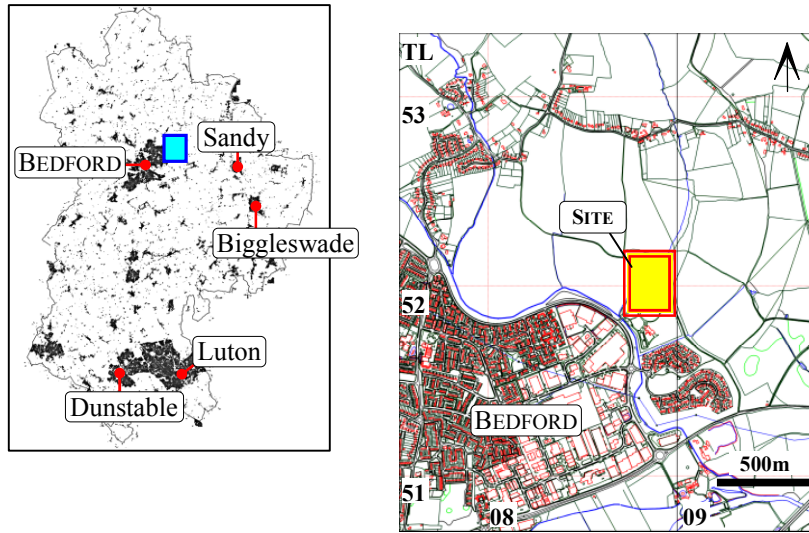 Sandy
BEDFORD
Biggleswade
Luton
Dunstable
TL
53
SITE
52
BEDFORD
500m
51
08
09